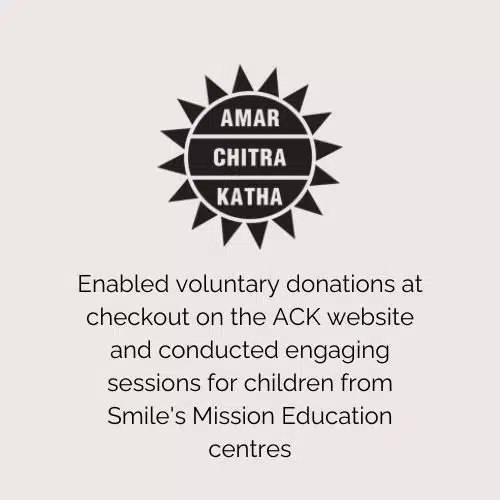 AMAR
CHITRA
KATHA
Enabled voluntary donations at
checkout on the ACK website
and conducted engaging
sessions for children from
Smile's Mission Education
centres